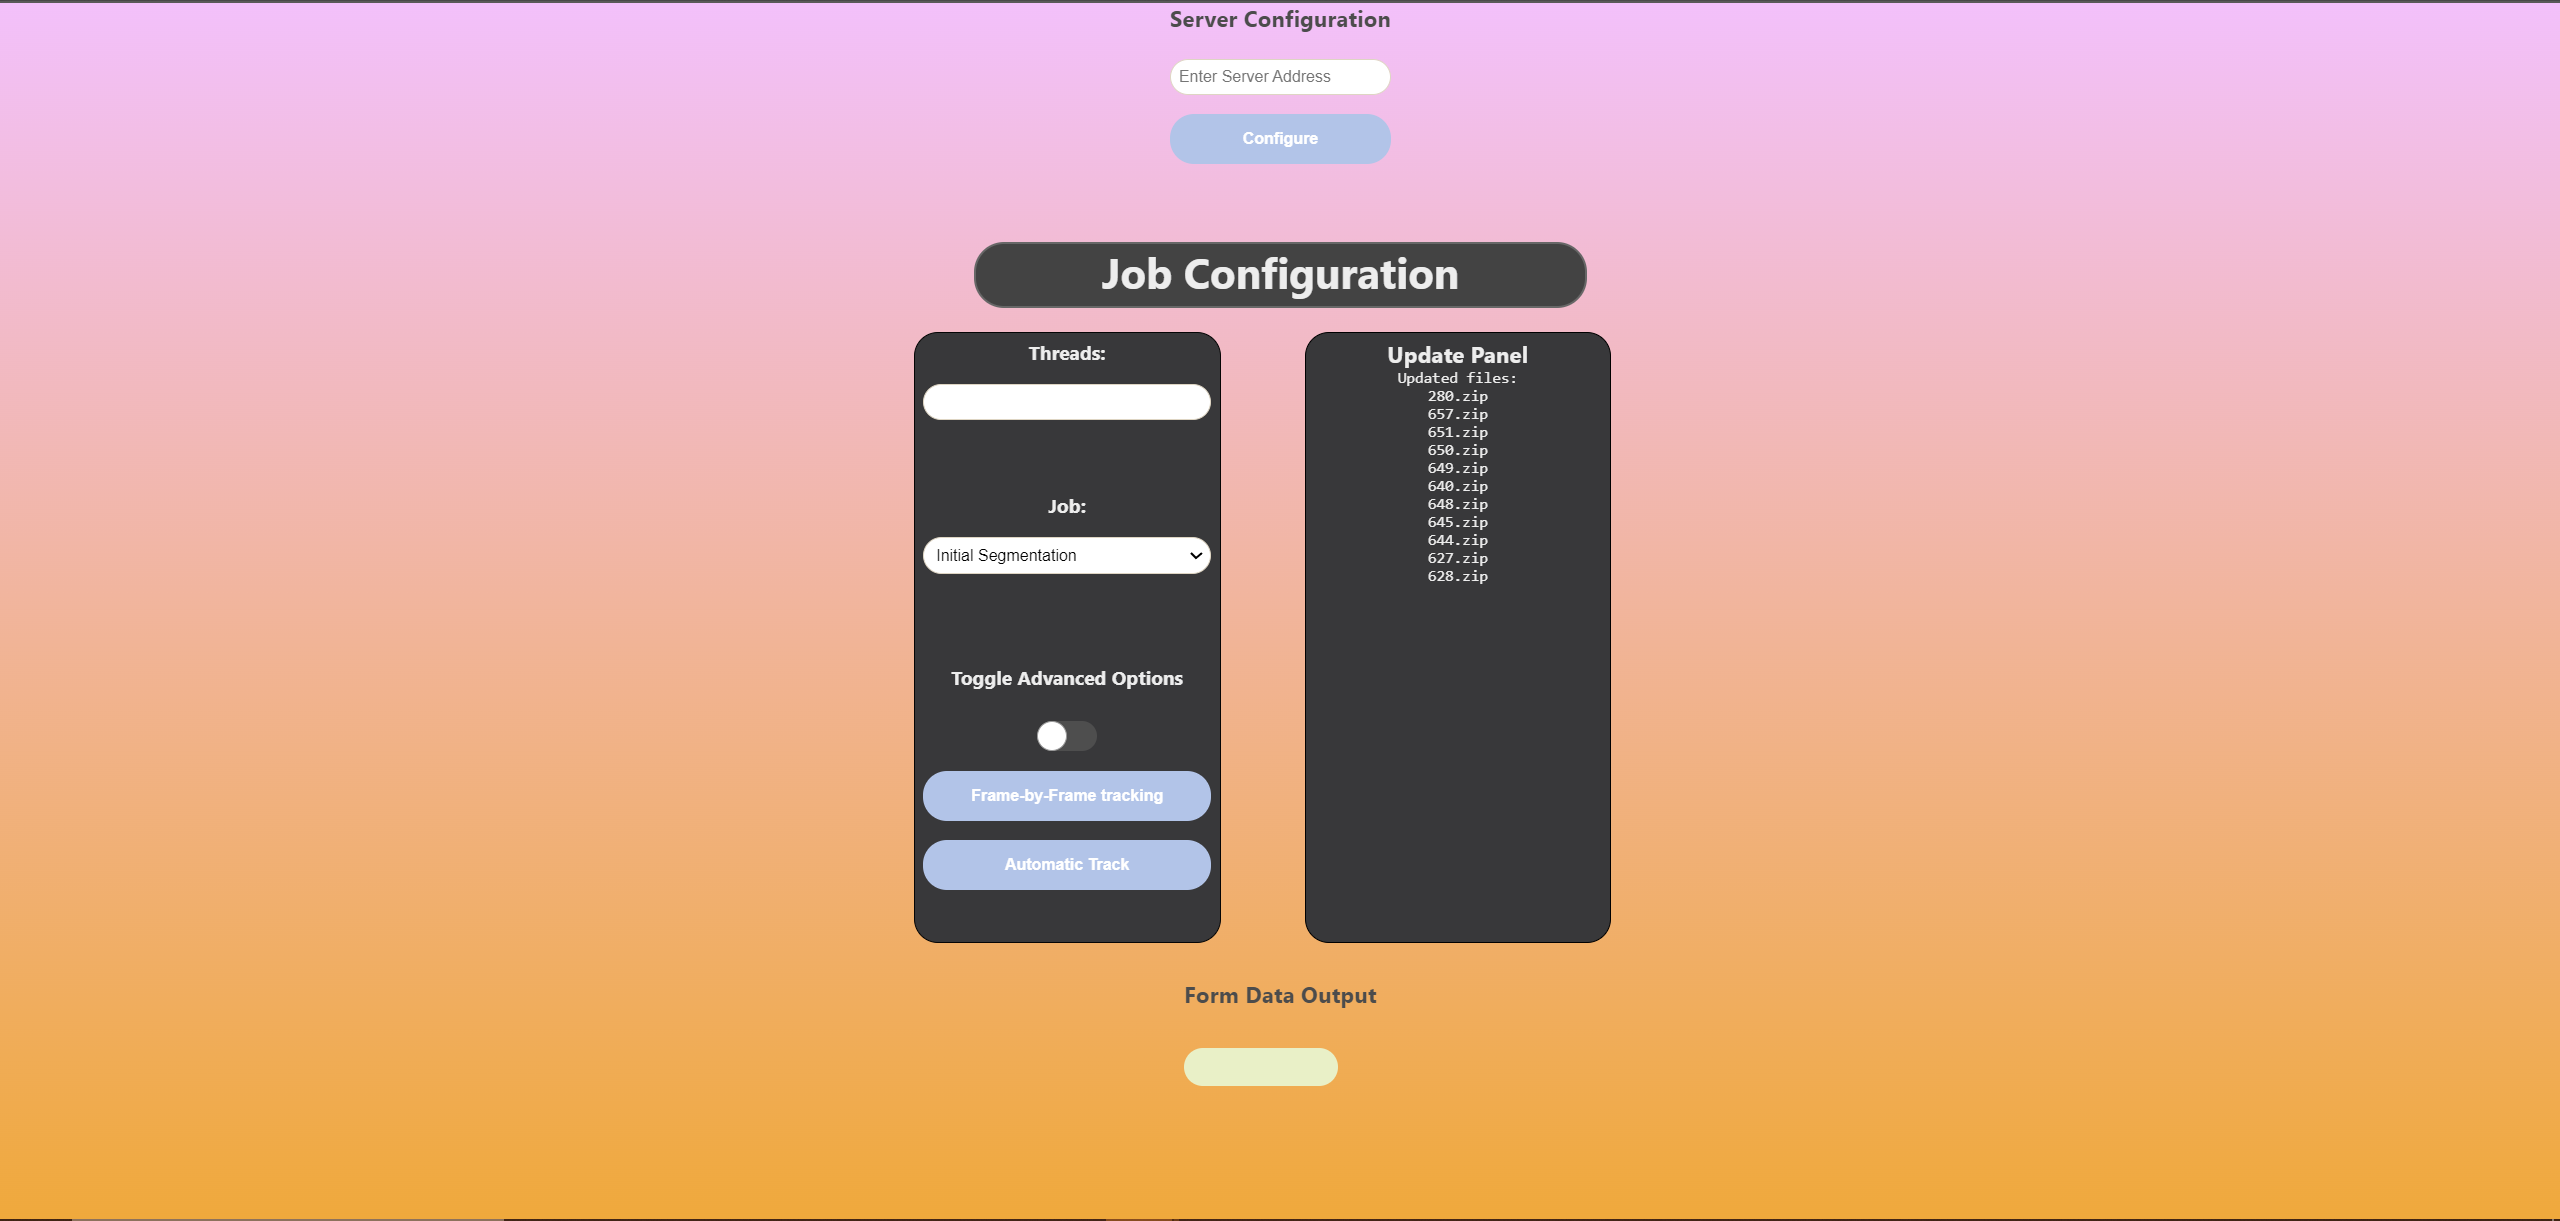 Server Configuration
Enter Server Address
Configure
Job Configuration
Threads:
Job:
Initial Segmentation
Toggle Advanced Options
Frame-by-Frame tracking
Automatic Track
Update Panel
Updated files:
280.zip
657.zip
651.zip
650.zip
649.zip
640.zip
648.zip
645.zip
644.zip
627.zip
628.zip
Form Data Output